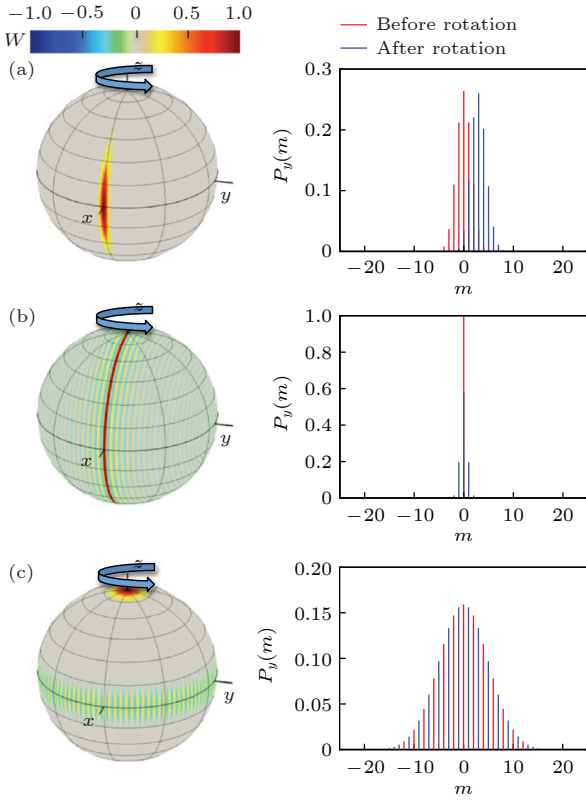 −1.0 −0.5 0 0.5 1.0
W
Before rotation
After rotation
(a)
z
x
y
0.3
0.2
0.1
0
P_y(m)
−20 −10 0 10 20
m
(b)
z
x
y
1.0
0.8
0.6
0.4
0.2
0
P_y(m)
−20 −10 0 10 20
m
(c)
z
x
y
0.20
0.15
0.10
0.05
0.00
P_y(m)
−20 −10 0 10 20
m